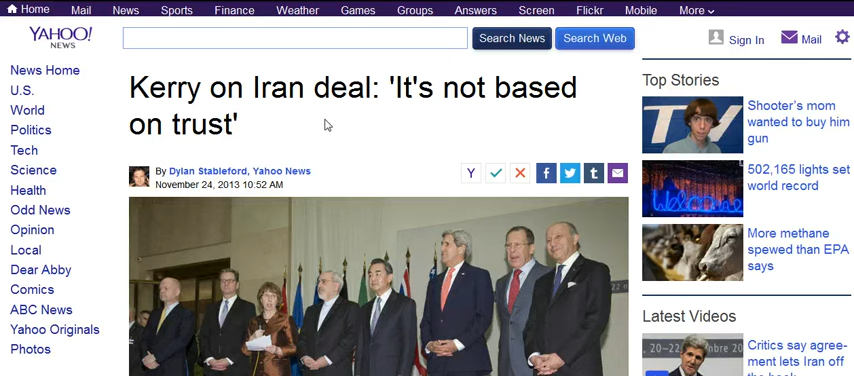 Home Mail News Sports Finance Weather Games Groups Answers Screen Flickr Mobile More
YAHOO!
NEWS
Search News
Search Web
Sign In
Mail
News Home
U.S.
World
Politics
Tech
Science
Health
Odd News
Opinion
Local
Dear Abby
Comics
ABC News
Yahoo Originals
Photos
Kerry on Iran deal: 'It's not based
on trust'
By Dylan Stableford, Yahoo News
November 24, 2013 10:52 AM
Y
f
t
Top Stories
TV
Shooter's mom
wanted to buy him
gun
Welcome
502,165 lights set
world record
More methane
spewed than EPA
says
Latest Videos
20–22
Critics say agree-
ment lets Iran off